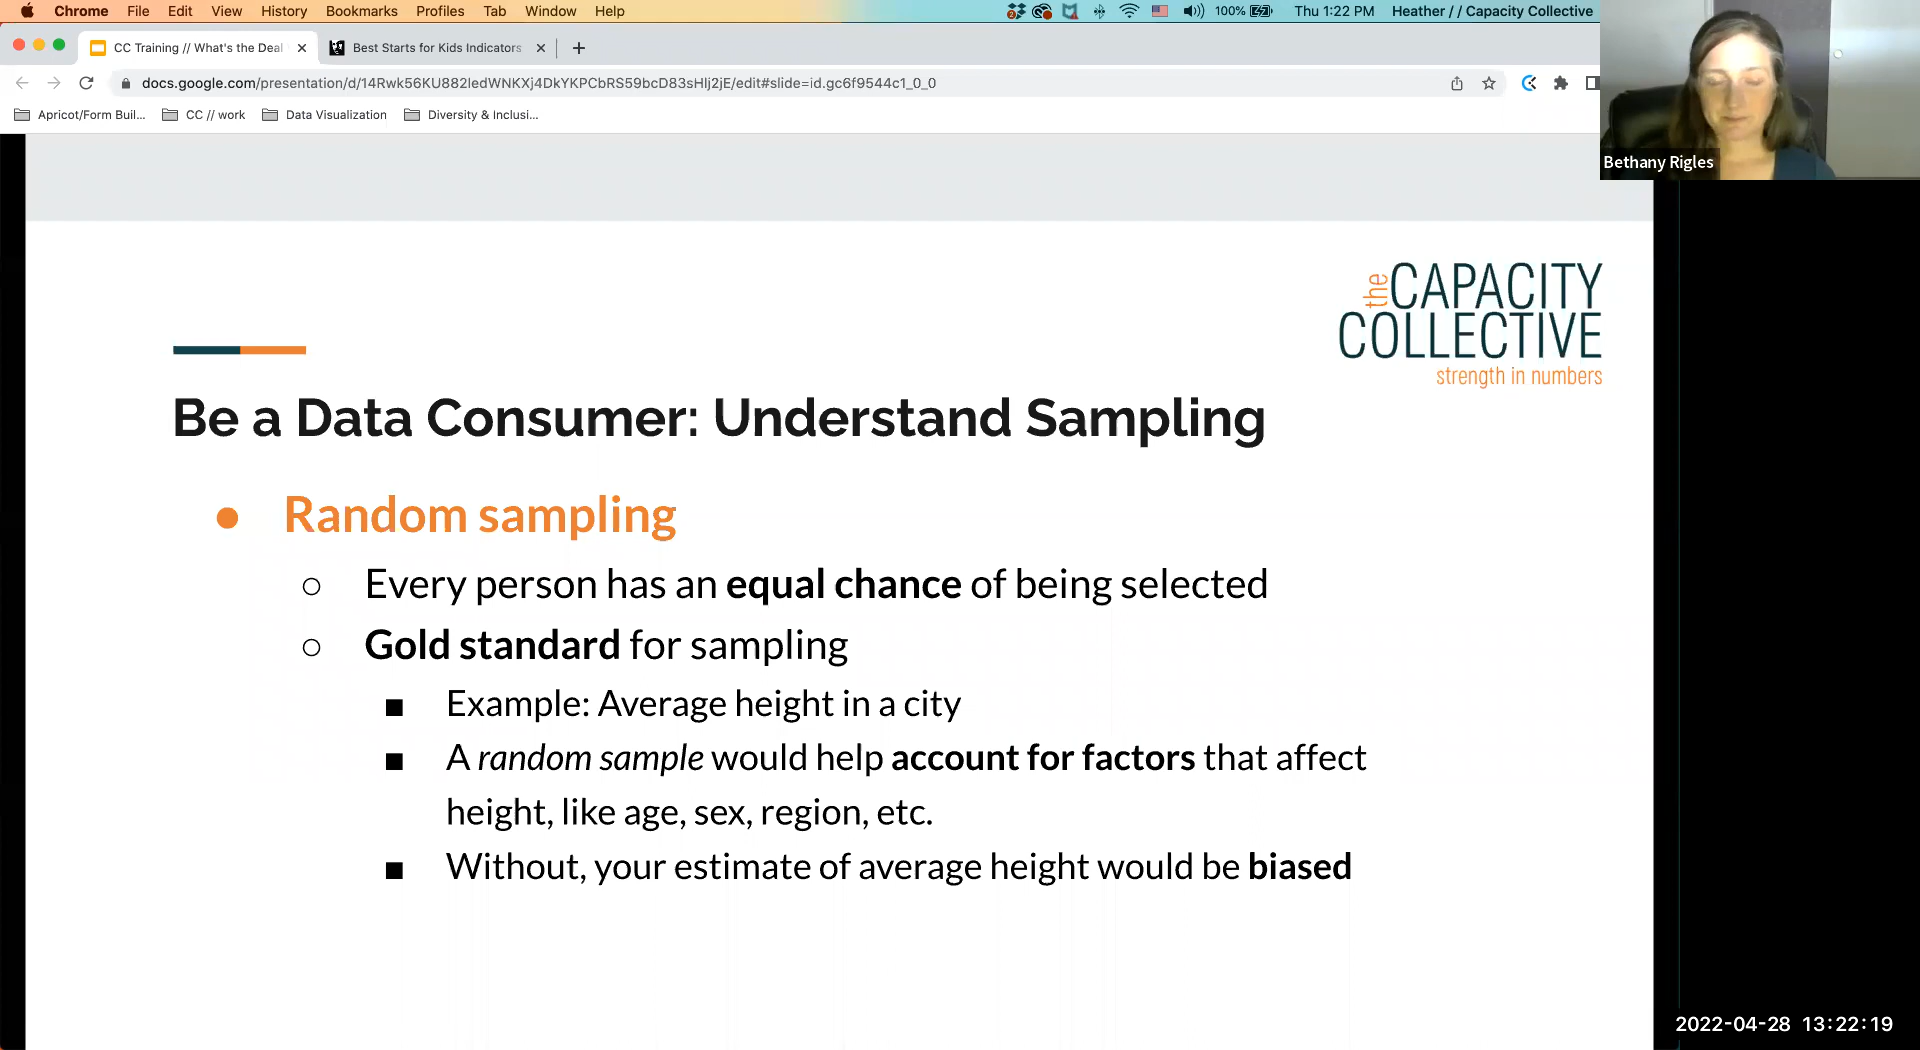 Chrome File Edit View History Bookmarks Profiles Tab Window Help 100% Thu 1:22 PM Heather // Capacity Collective
CC Training // What's the Deal Best Starts for Kids Indicators
docs.google.com/presentation/d/14Rwk56KU882ledWNKXj4DkYKPCbRS59bcD83sHlj2jE/edit#slide=id.gc6f9544c1_0_0
Apricot/Form Buil... CC // work Data Visualization Diversity & Inclusi...
Bethany Rigles
the CAPACITY
COLLECTIVE
strength in numbers
Be a Data Consumer: Understand Sampling
● Random sampling
○ Every person has an equal chance of being selected
○ Gold standard for sampling
■ Example: Average height in a city
■ A random sample would help account for factors that affect
height, like age, sex, region, etc.
■ Without, your estimate of average height would be biased
2022-04-28 13:22:19